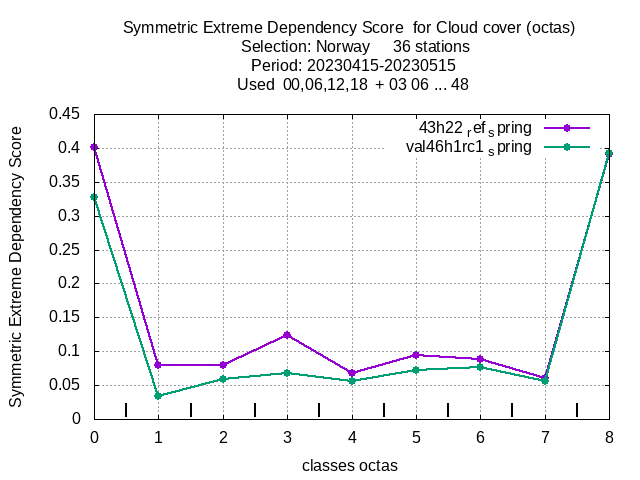 Symmetric Extreme Dependency Score for Cloud cover (octas)
Selection: Norway 36 stations
Period: 20230415-20230515
Used 00,06,12,18 + 03 06 ... 48
Symmetric Extreme Dependency Score
0.45
0.4
0.35
0.3
0.25
0.2
0.15
0.1
0.05
0
43h22 ref spring
val46h1rc1 spring
0 1 2 3 4 5 6 7 8
classes octas